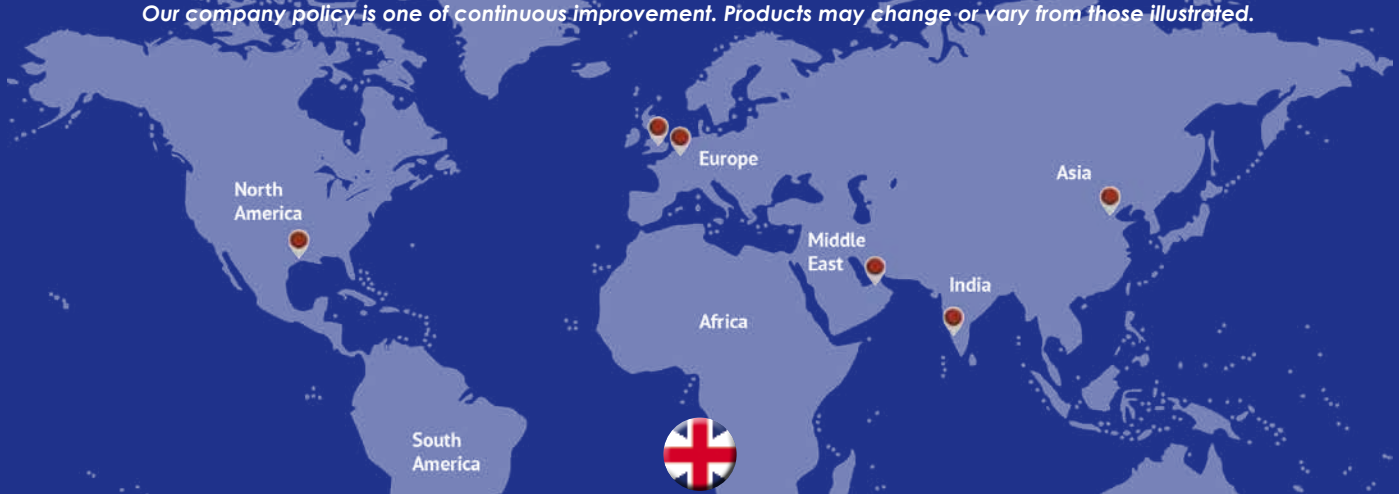 Our company policy is one of continuous improvement. Products may change or vary from those illustrated.
Europe
Asia
North
America
Middle
East
India
Africa
South
America